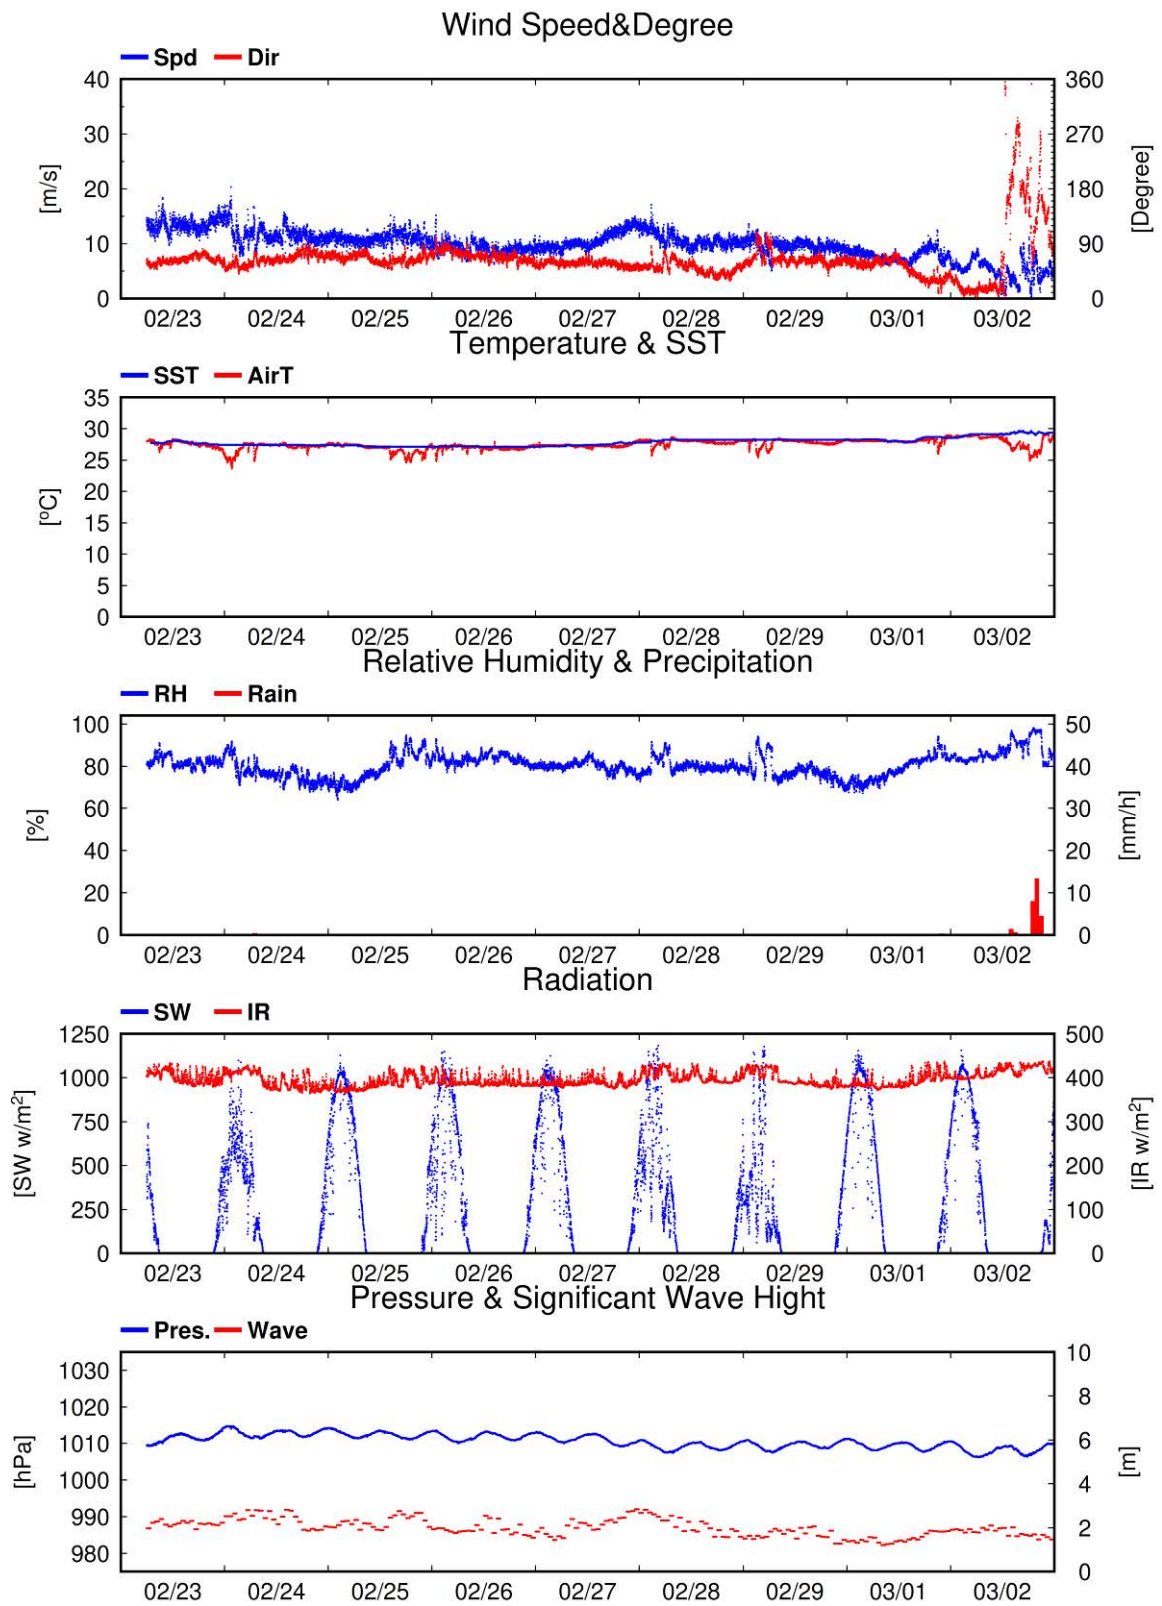 Wind Speed&Degree
Spd Dir
40 360
30 270
20 180
10 90
0 0
[m/s] [Degree]
02/23 02/24 02/25 02/26 02/27 02/28 02/29 03/01 03/02
Temperature & SST
SST AirT
35
30
25
20
15
10
5
0
[ºC]
02/23 02/24 02/25 02/26 02/27 02/28 02/29 03/01 03/02
Relative Humidity & Precipitation
RH Rain
100 50
80 40
60 30
40 20
20 10
0 0
[%] [mm/h]
02/23 02/24 02/25 02/26 02/27 02/28 02/29 03/01 03/02
Radiation
SW IR
1250 500
1000 400
750 300
500 200
250 100
0 0
[SW w/m²] [IR w/m²]
02/23 02/24 02/25 02/26 02/27 02/28 02/29 03/01 03/02
Pressure & Significant Wave Hight
Pres. Wave
1030 10
1020 8
1010 6
1000 4
990 2
980 0
[hPa] [m]
02/23 02/24 02/25 02/26 02/27 02/28 02/29 03/01 03/02